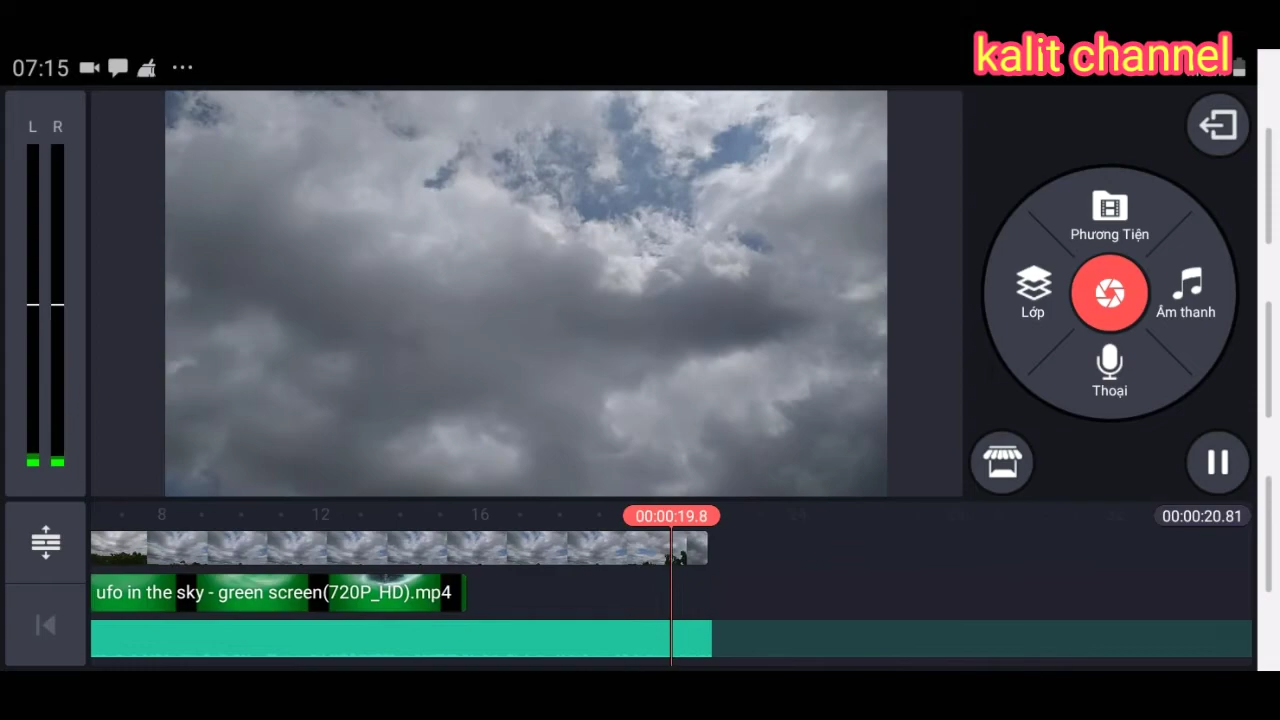 kalit channel
07:15
L R
Phương Tiện
Lớp
Âm thanh
Thoại
8 12 16
00:00:19.8
00:00:20.81
ufo in the sky - green screen(720P_HD).mp4